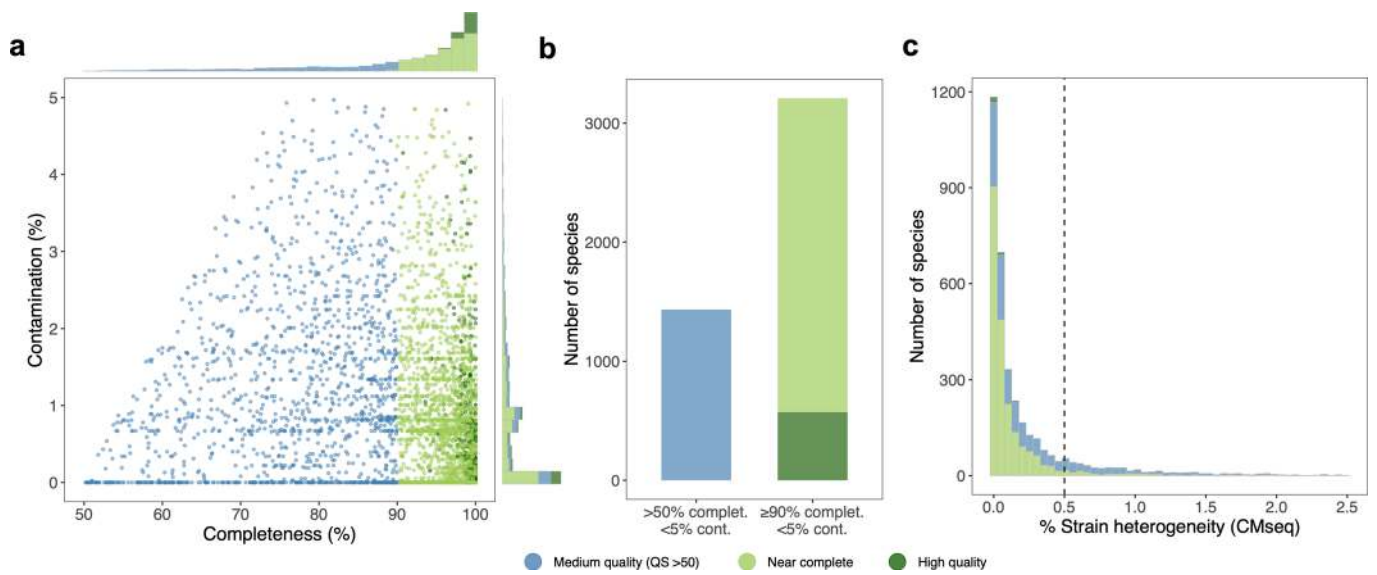 a
b
c
5
4
3
2
1
0
Contamination (%)
50 60 70 80 90 100
Completeness (%)
3000
2000
1000
0
Number of species
>50% complet. ≥90% complet.
<5% cont. <5% cont.
1200
900
600
300
0
Number of species
0.0 0.5 1.0 1.5 2.0 2.5
% Strain heterogeneity (CMseq)
Medium quality (QS >50) Near complete High quality